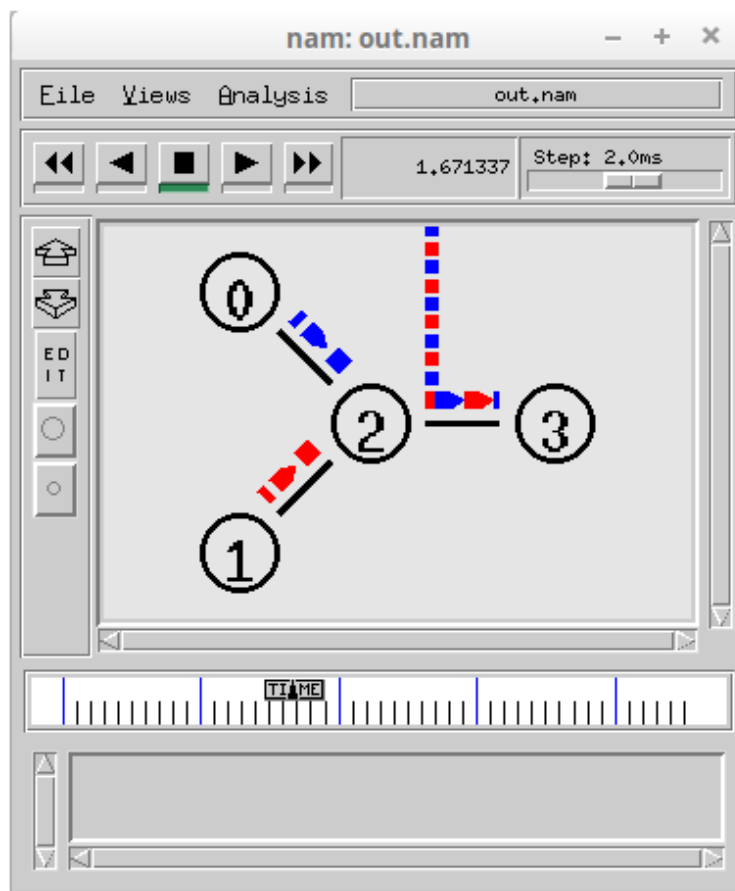 nam: out.nam
File Views Analysis out.nam
1.671337 Step: 2.0ms
ED
IT
0
2 3
1
TIME